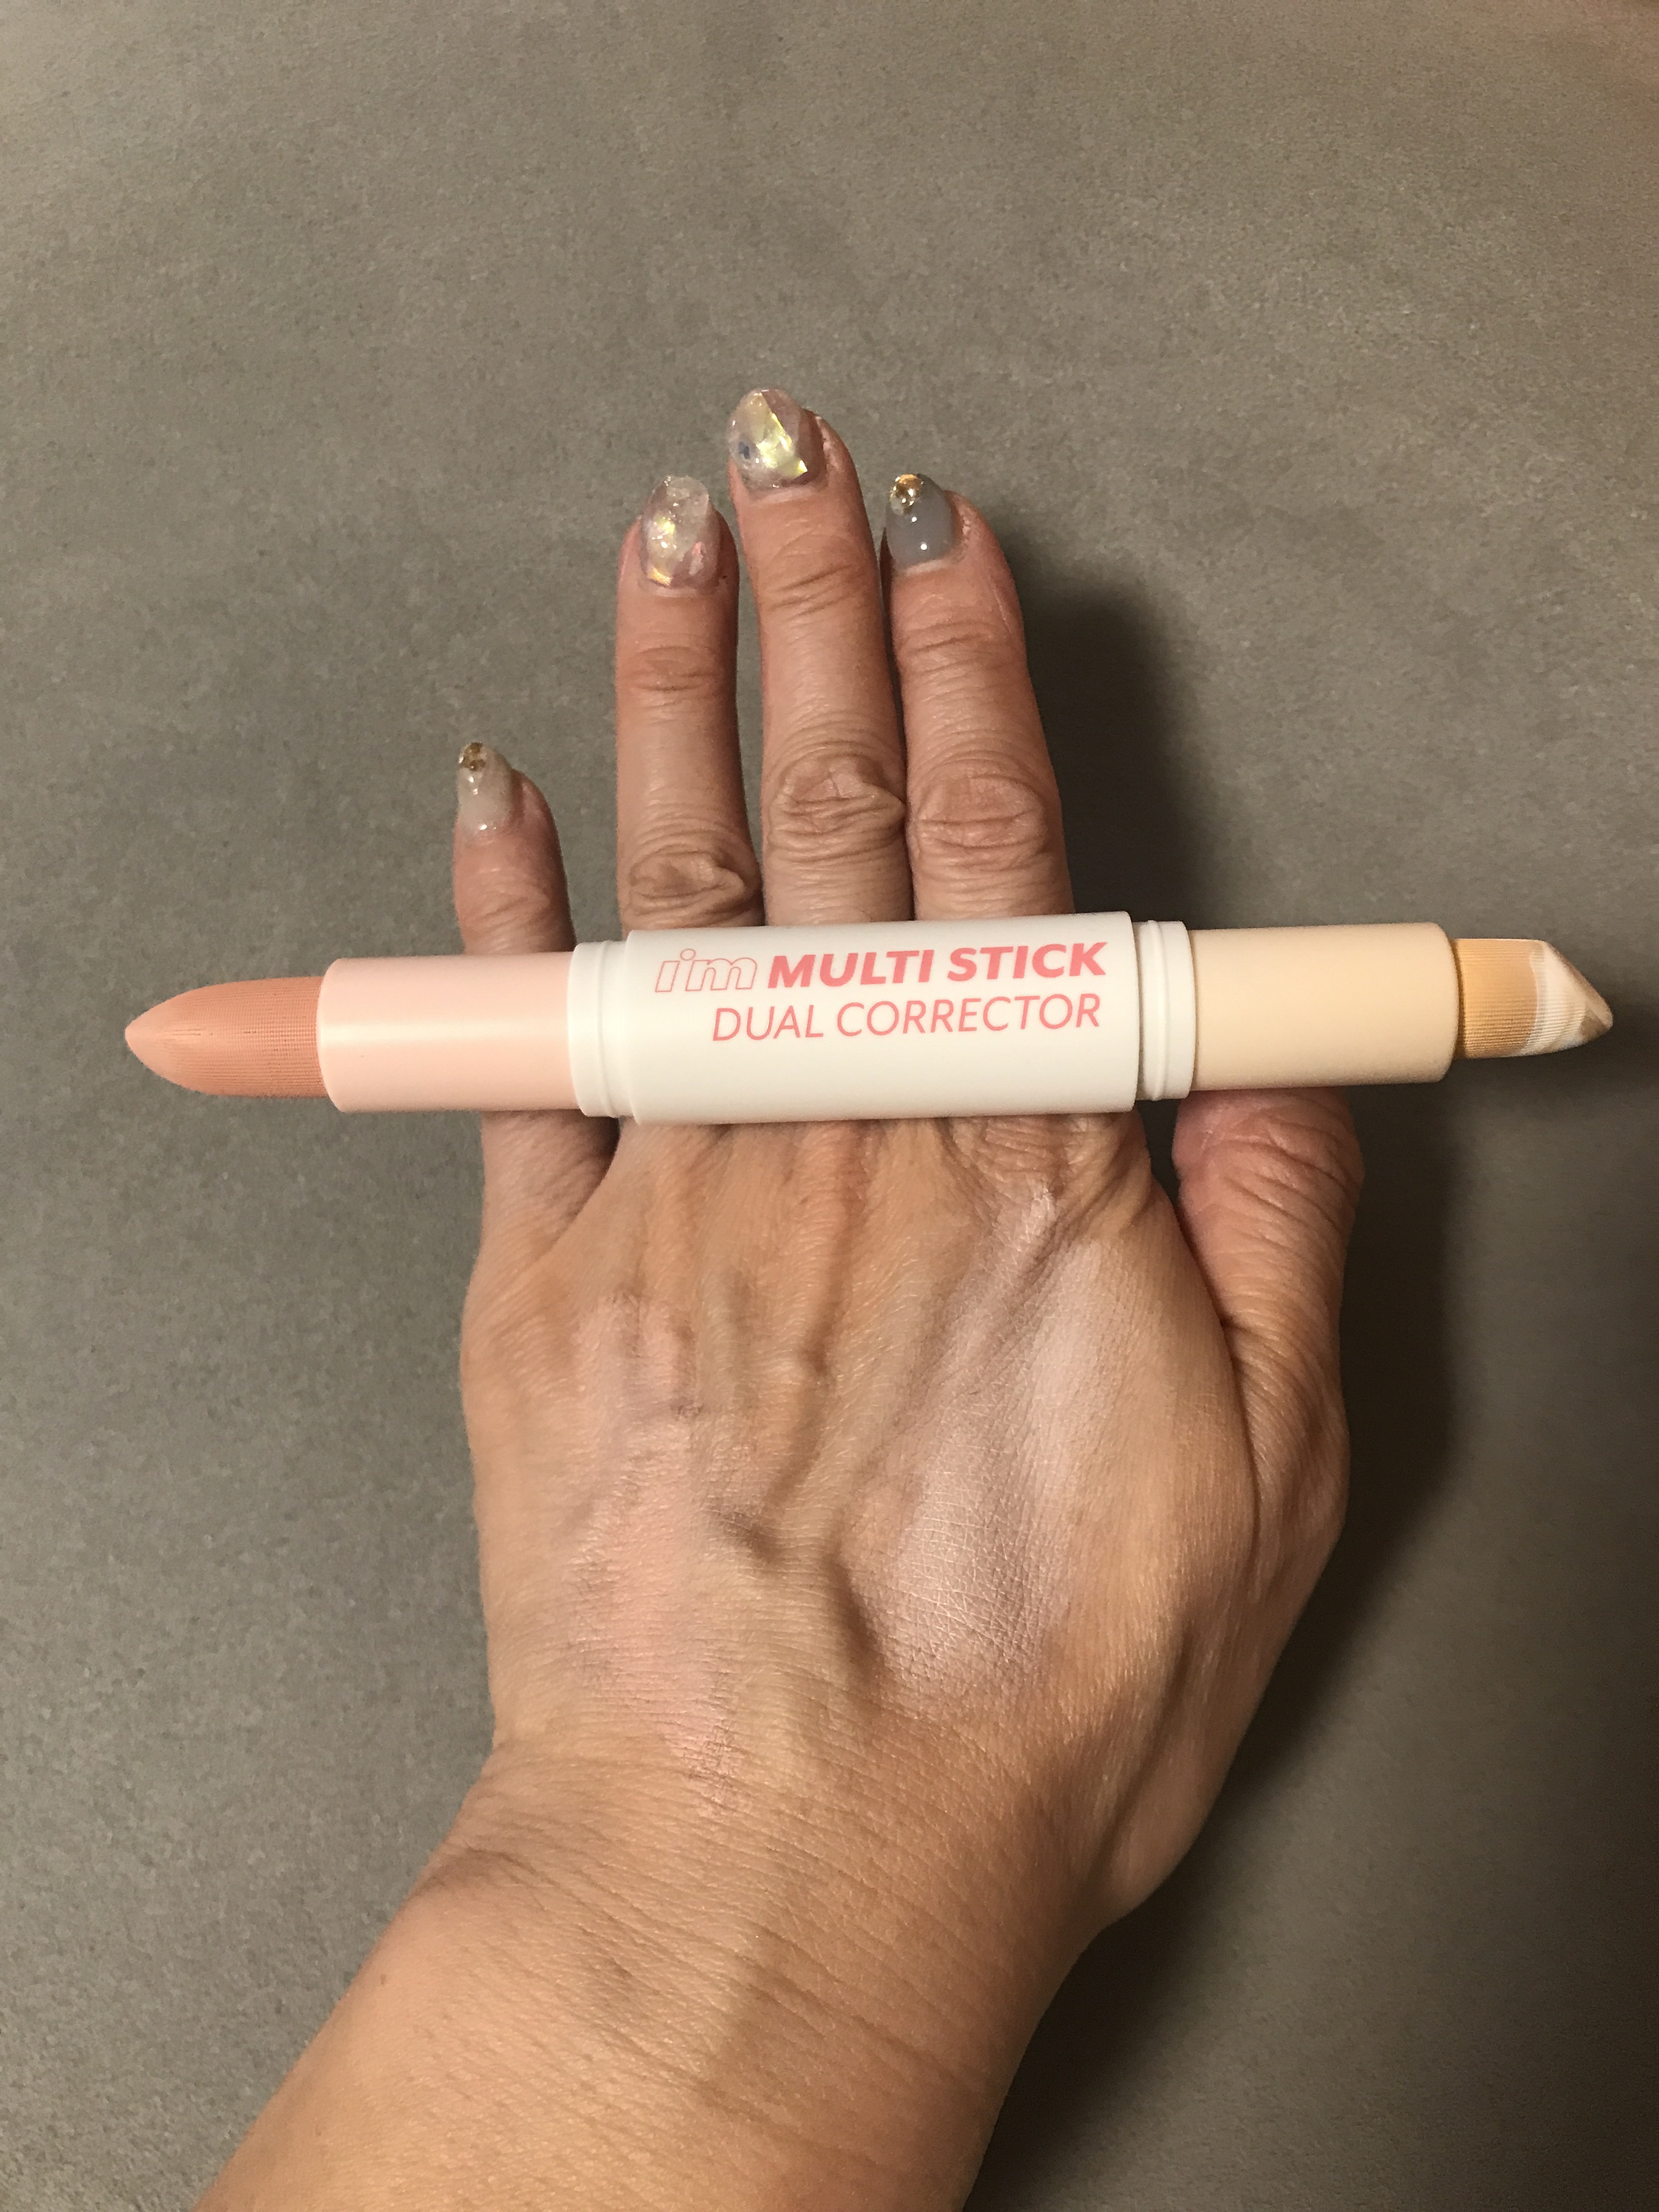 i'm MULTI STICK
DUAL CORRECTOR